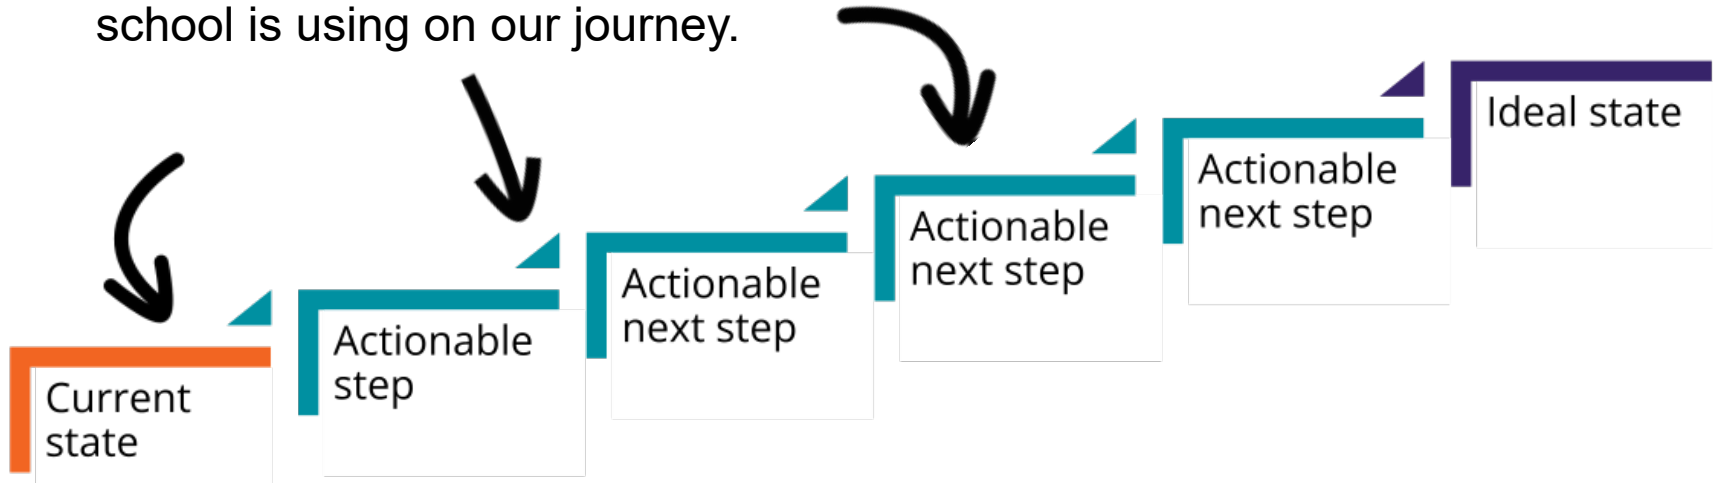 school is using on our journey.
Current
state
Actionable
step
Actionable
next step
Actionable
next step
Actionable
next step
Ideal state